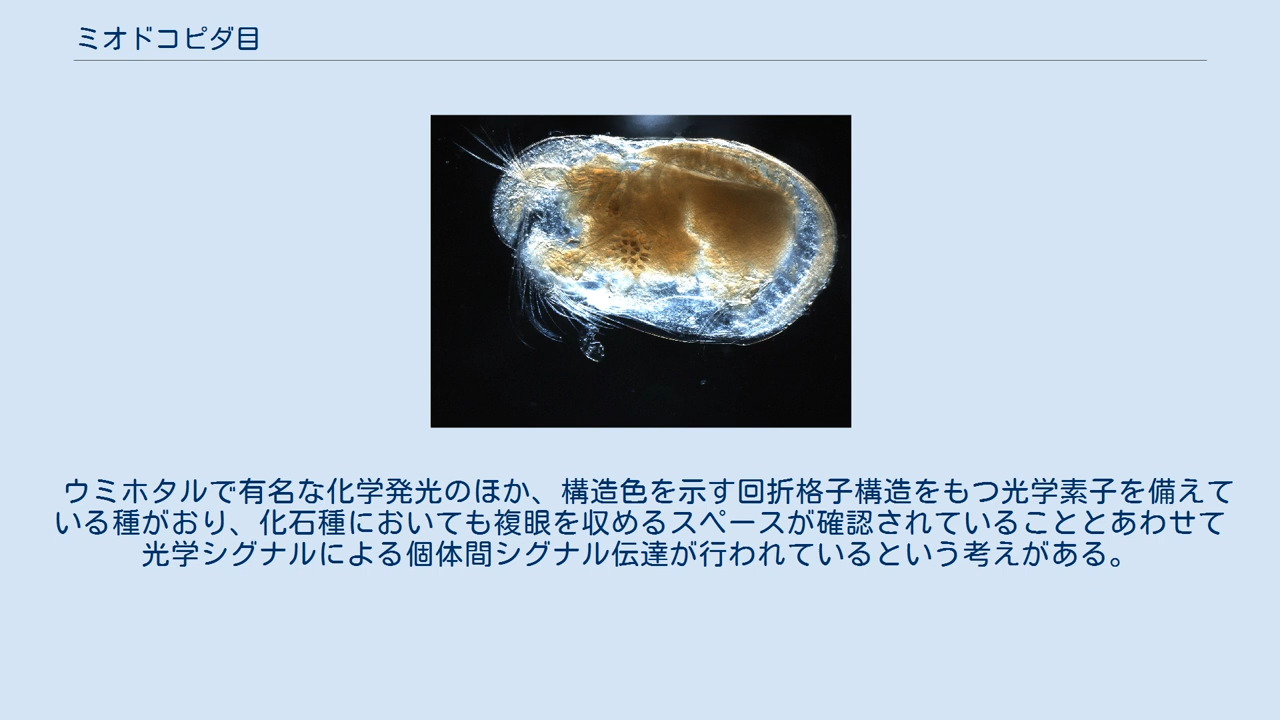 ミオドコピダ目
ウミホタルで有名な化学発光のほか、構造色を示す回折格子構造をもつ光学素子を備えて
いる種がおり、化石種においても複眼を収めるスペースが確認されていることとあわせて
光学シグナルによる個体間シグナル伝達が行われているという考えがある。